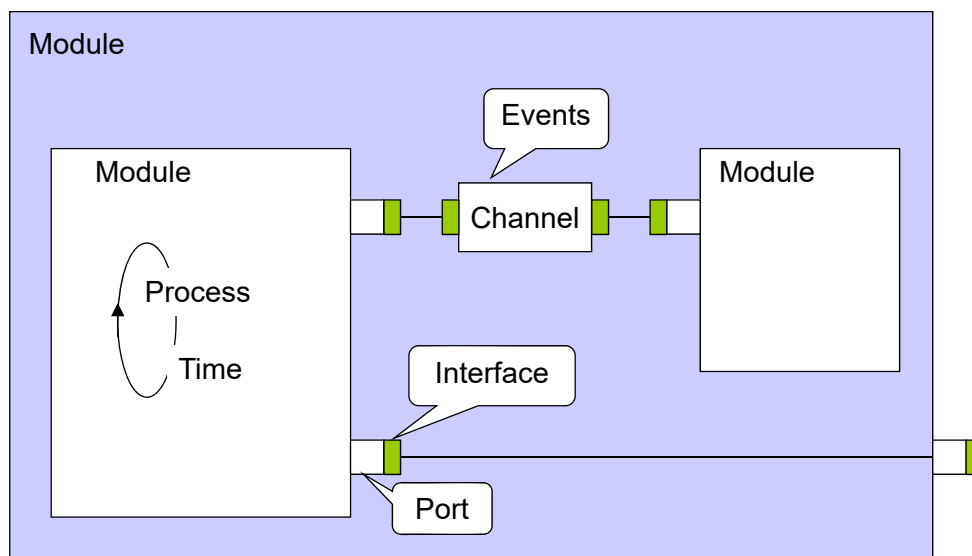 Module
Events
Module
Module
Channel
Process
Time
Interface
Port